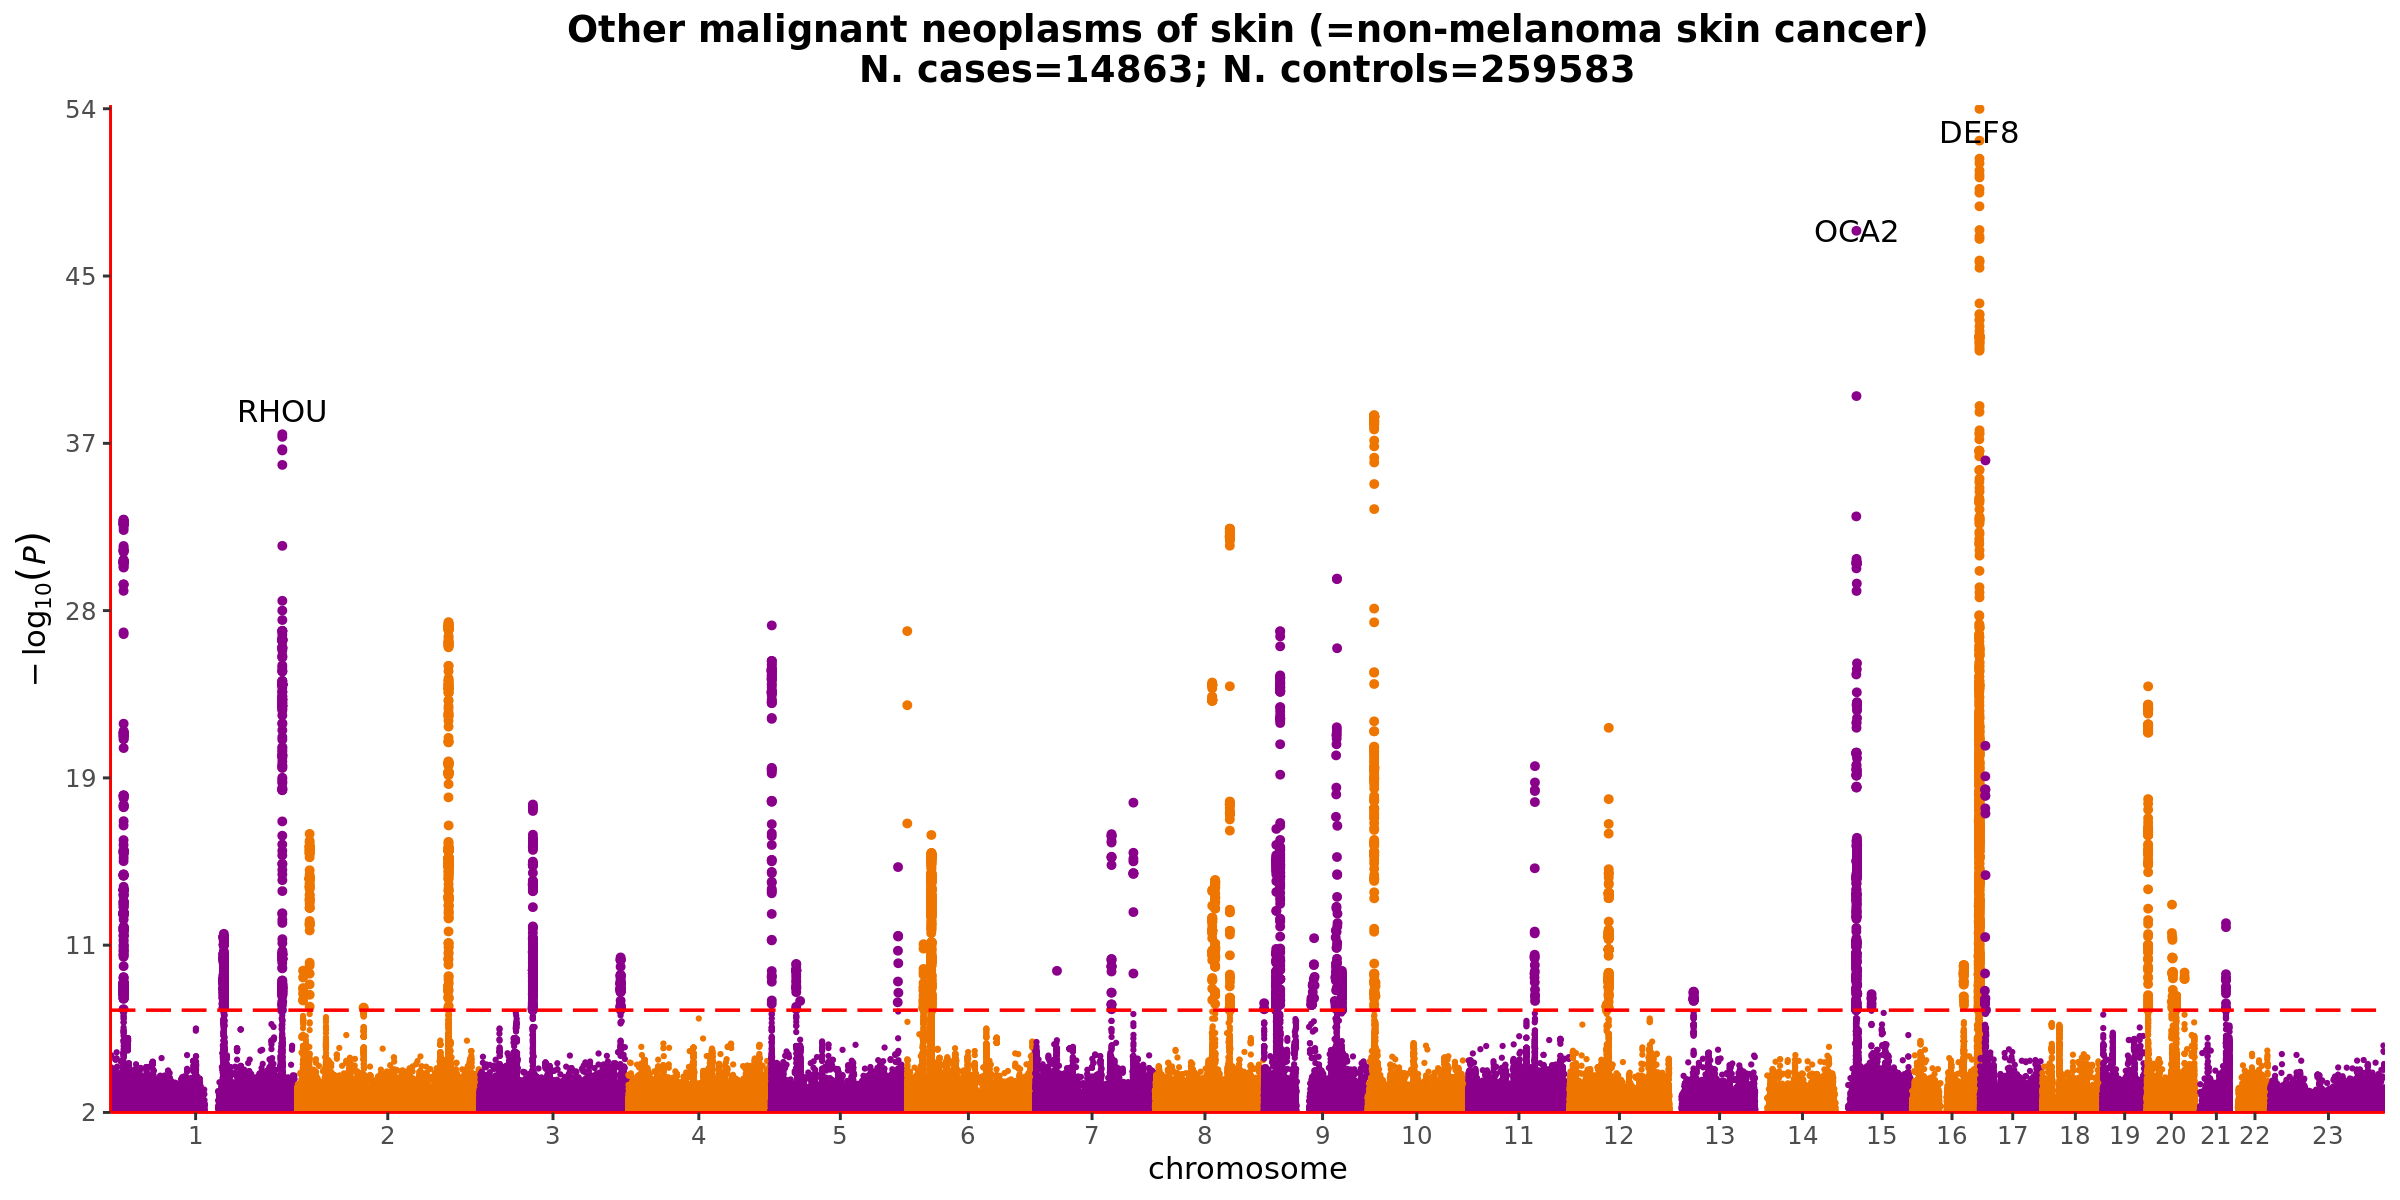 Other malignant neoplasms of skin (=non-melanoma skin cancer)
N. cases=14863; N. controls=259583
54
DEF8
OCA2
45
RHOU
37
− log10(P)
28
19
11
2
1 2 3 4 5 6 7 8 9 10 11 12 13 14 15 16 17 18 19 20 21 22 23
chromosome